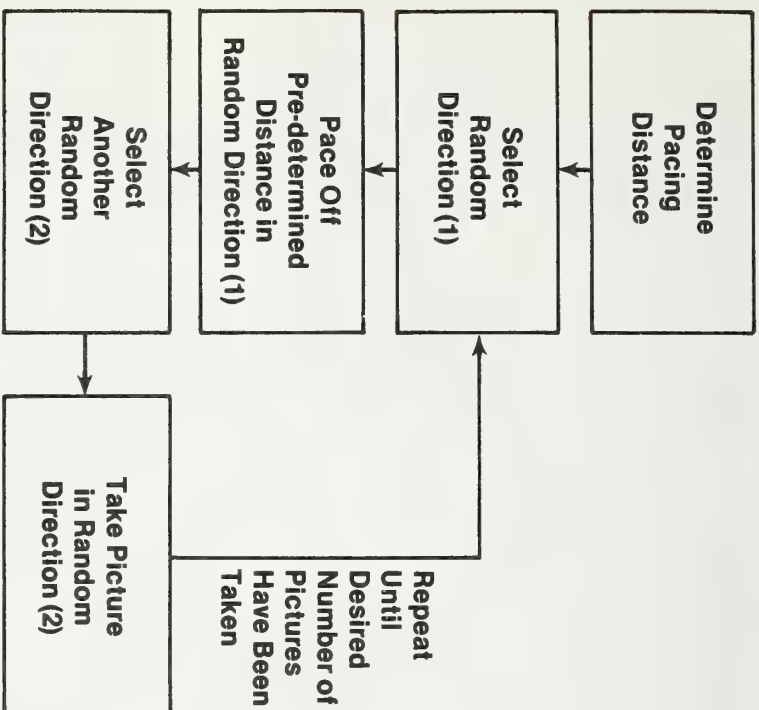 Determine
Pacing
Distance
Select
Random
Direction (1)
Pace Off
Pre-determined
Distance in
Random Direction (1)
Select
Another
Random
Direction (2)
Take Picture
in Random
Direction (2)
Repeat
Until
Desired
Number of
Pictures
Have Been
Taken